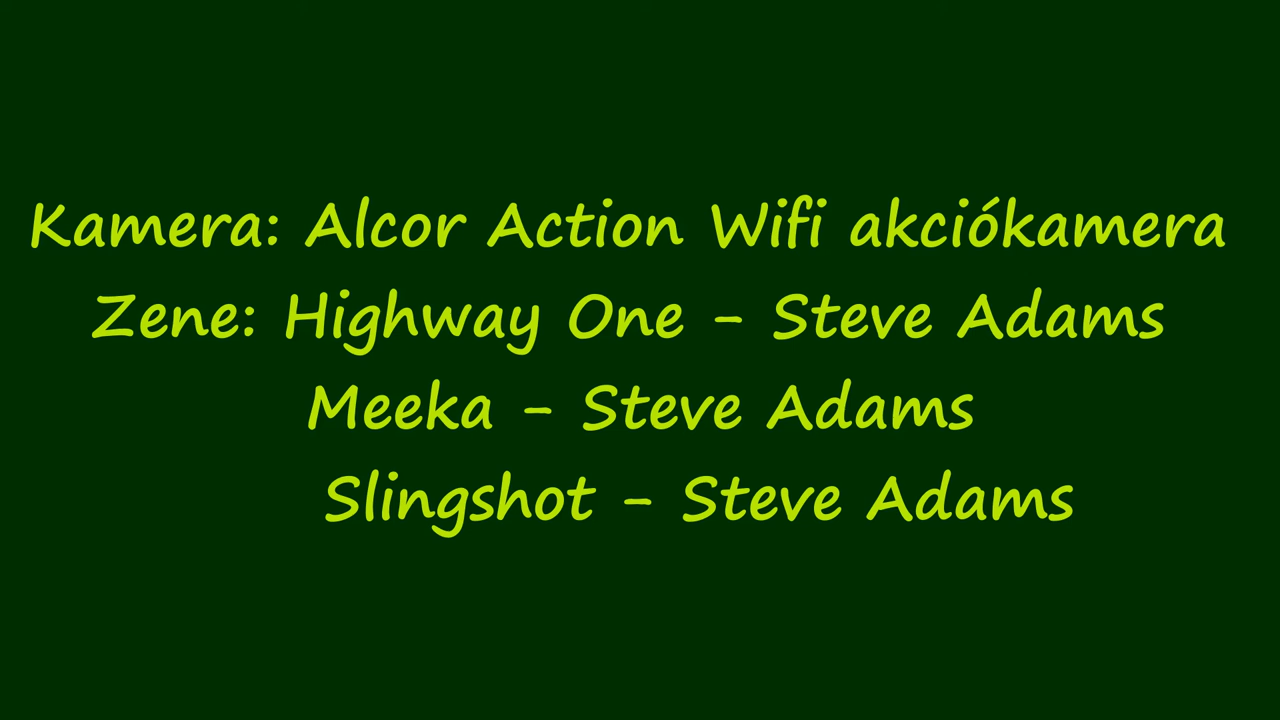 Kamera: Alcor Action Wifi akciókamera
Zene: Highway One - Steve Adams
Meeka - Steve Adams
Slingshot - Steve Adams